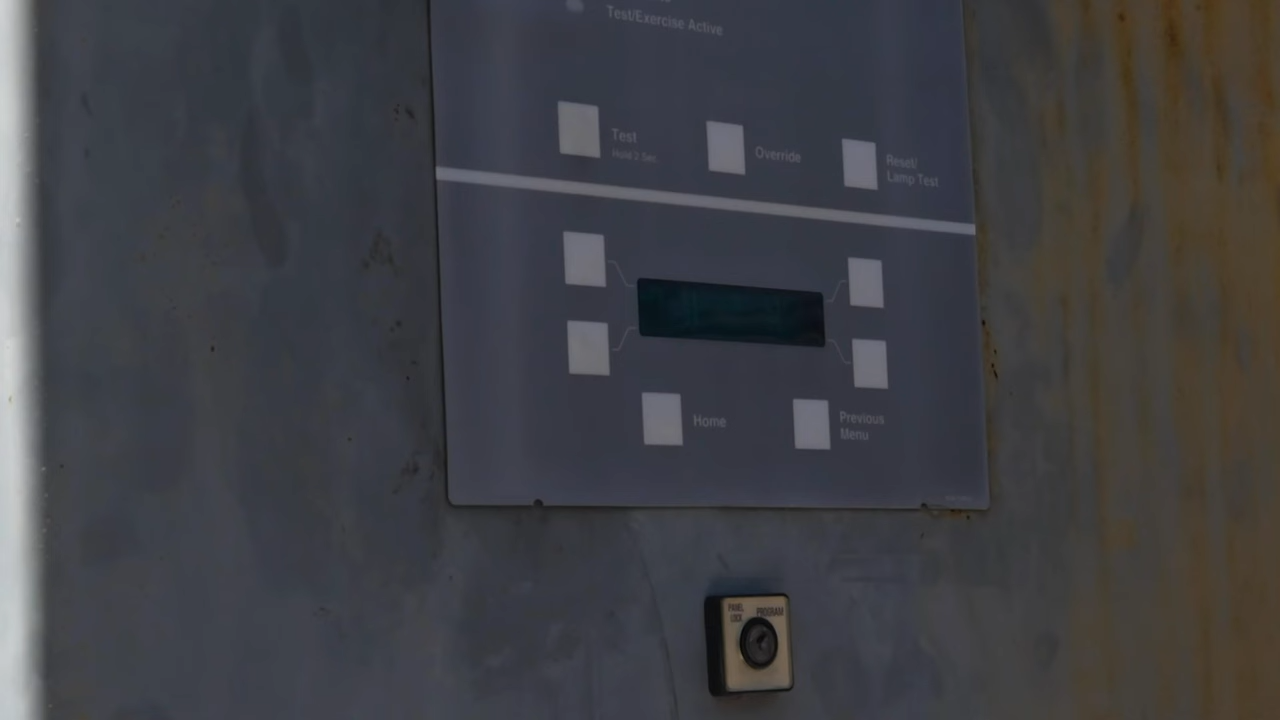 Test/Exercise Active
Test
Hold 2 Sec.
Override
Reset/
Lamp Test
Home
Previous
Menu
PANEL
LOCK
PROGRAM